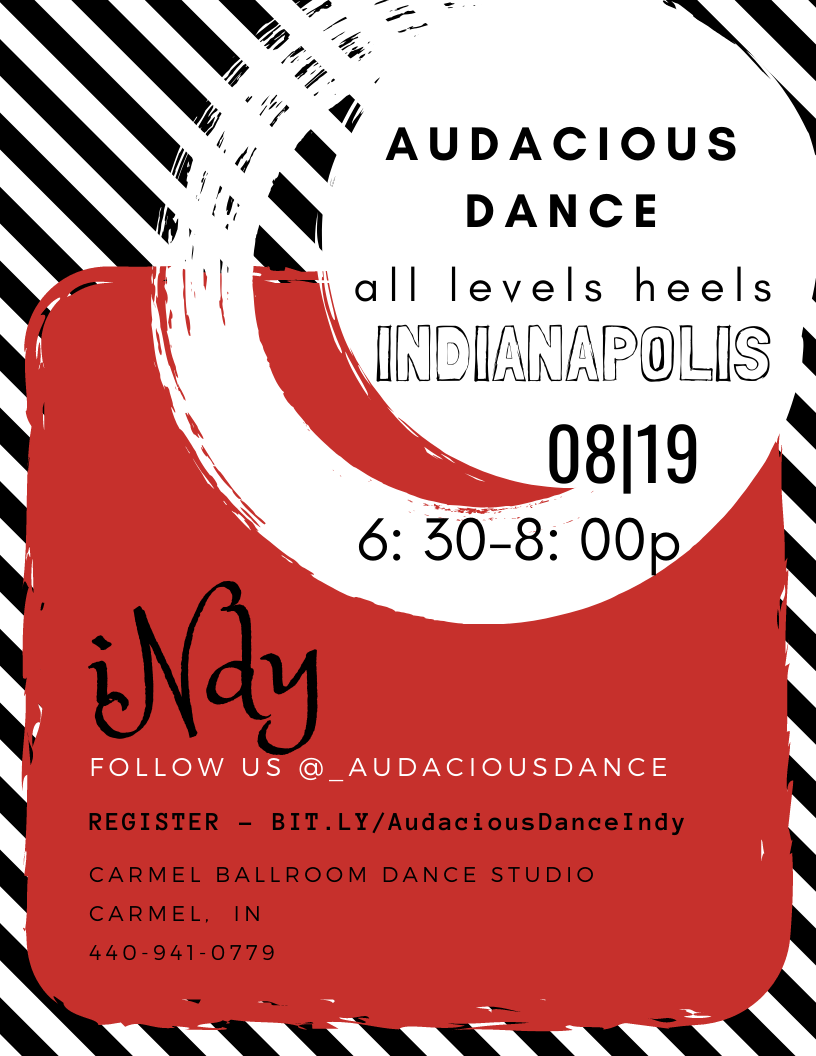 AUDACIOUS
DANCE
all levels heels
INDIANAPOLIS
08|19
6: 30-8: 00p
iNdy
FOLLOW US @_AUDACIOUSDANCE
REGISTER - BIT.LY/AudaciousDanceIndy
CARMEL BALLROOM DANCE STUDIO
CARMEL, IN
440-941-0779